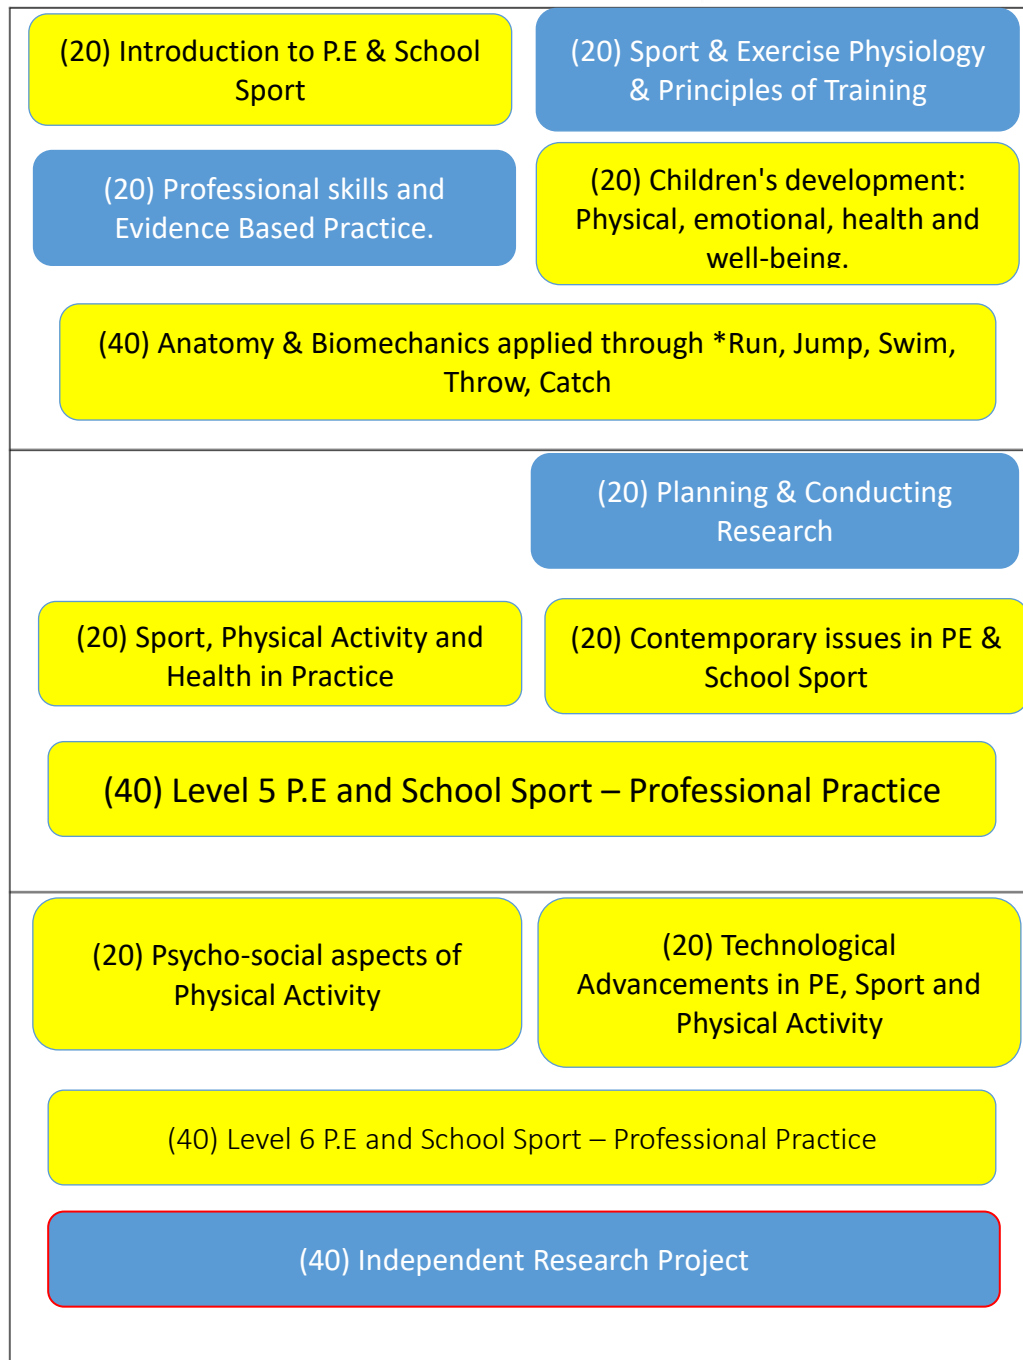 (20) Introduction to P.E & School
Sport
(20) Sport & Exercise Physiology
& Principles of Training
(20) Professional skills and
Evidence Based Practice.
(20) Children's development:
Physical, emotional, health and
well-being.
(40) Anatomy & Biomechanics applied through *Run, Jump, Swim,
Throw, Catch
(20) Planning & Conducting
Research
(20) Sport, Physical Activity and
Health in Practice
(20) Contemporary issues in PE &
School Sport
(40) Level 5 P.E and School Sport – Professional Practice
(20) Psycho-social aspects of
Physical Activity
(20) Technological
Advancements in PE, Sport and
Physical Activity
(40) Level 6 P.E and School Sport – Professional Practice
(40) Independent Research Project